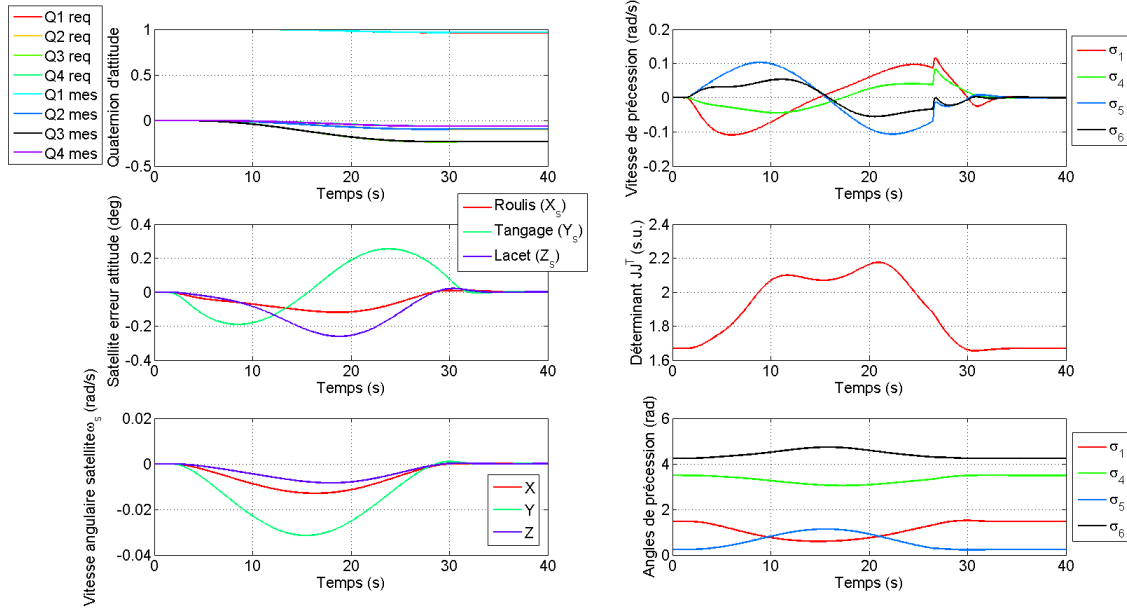 Q1 req
Q2 req
Q3 req
Q4 req
Q1 mes
Q2 mes
Q3 mes
Q4 mes
Quaternion d'attitude
1
0.5
0
-0.5
0 10 20 30 40
Temps (s)
Vitesse de précession (rad/s)
0.2
0.1
0
-0.1
-0.2
0 10 20 30 40
Temps (s)
σ1
σ4
σ5
σ6
Satellite erreur attitude (deg)
0.4
0.2
0
-0.2
-0.4
0 10 20 30 40
Temps (s)
Roulis (Xs)
Tangage (Ys)
Lacet (Zs)
Déterminant JJ^T (s.u.)
2.4
2.2
2
1.8
1.6
0 10 20 30 40
Temps (s)
Vitesse angulaire satelliteωs (rad/s)
0.02
0
-0.02
-0.04
0 10 20 30 40
Temps (s)
X
Y
Z
Angles de précession (rad)
6
4
2
0
0 10 20 30 40
Temps (s)
σ1
σ4
σ5
σ6